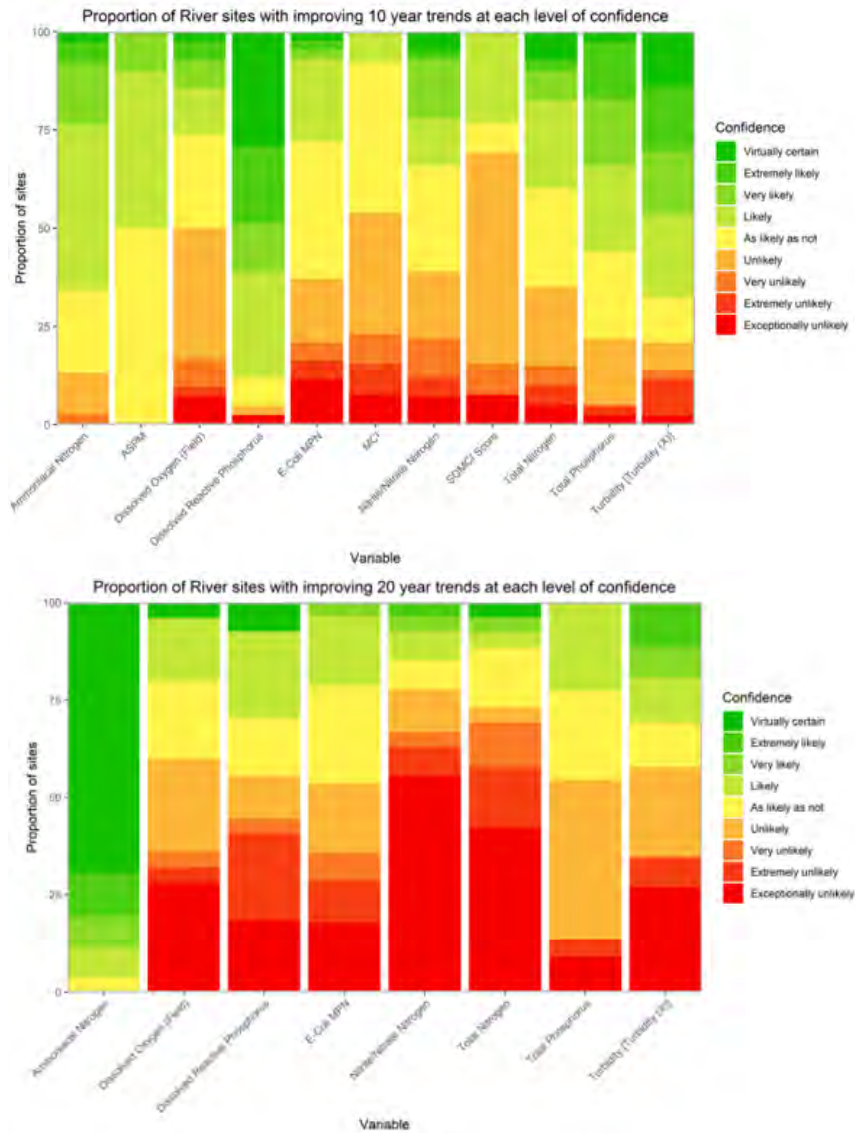 Proportion of River sites with improving 10 year trends at each level of confidence
100
75
50
25
0
Proportion of sites
Ammoniacal Nitrogen
ASPM
Dissolved Oxygen (Field)
Dissolved Reactive Phosphorus
E-Coli MPN
MCI
Nitrite/Nitrate Nitrogen
SQMCI Score
Total Nitrogen
Total Phosphorus
Turbidity [Turbidity (X)]
Variable
Confidence
Virtually certain
Extremely likely
Very likely
Likely
As likely as not
Unlikely
Very unlikely
Extremely unlikely
Exceptionally unlikely
Proportion of River sites with improving 20 year trends at each level of confidence
100
75
50
25
0
Proportion of sites
Ammoniacal Nitrogen
Dissolved Oxygen (Field)
Dissolved Reactive Phosphorus
E-Coli MPN
Nitrite/Nitrate Nitrogen
Total Nitrogen
Total Phosphorus
Turbidity [Turbidity (X)]
Variable
Confidence
Virtually certain
Extremely likely
Very likely
Likely
As likely as not
Unlikely
Very unlikely
Extremely unlikely
Exceptionally unlikely